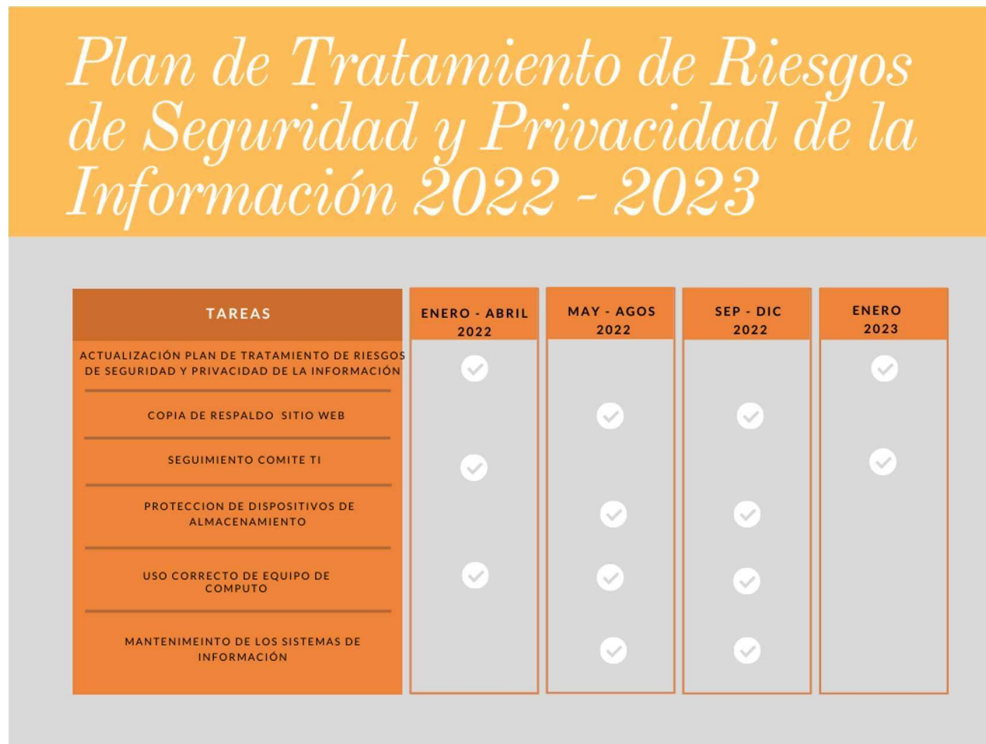 Plan de Tratamiento de Riesgos
de Seguridad y Privacidad de la
Información 2022 - 2023
TAREAS
ENERO - ABRIL
2022
MAY - AGOS
2022
SEP - DIC
2022
ENERO
2023
ACTUALIZACIÓN PLAN DE TRATAMIENTO DE RIESGOS
DE SEGURIDAD Y PRIVACIDAD DE LA INFORMACIÓN
COPIA DE RESPALDO SITIO WEB
SEGUIMIENTO COMITE TI
PROTECCION DE DISPOSITIVOS DE
ALMACENAMIENTO
USO CORRECTO DE EQUIPO DE
COMPUTO
MANTENIMEINTO DE LOS SISTEMAS DE
INFORMACIÓN